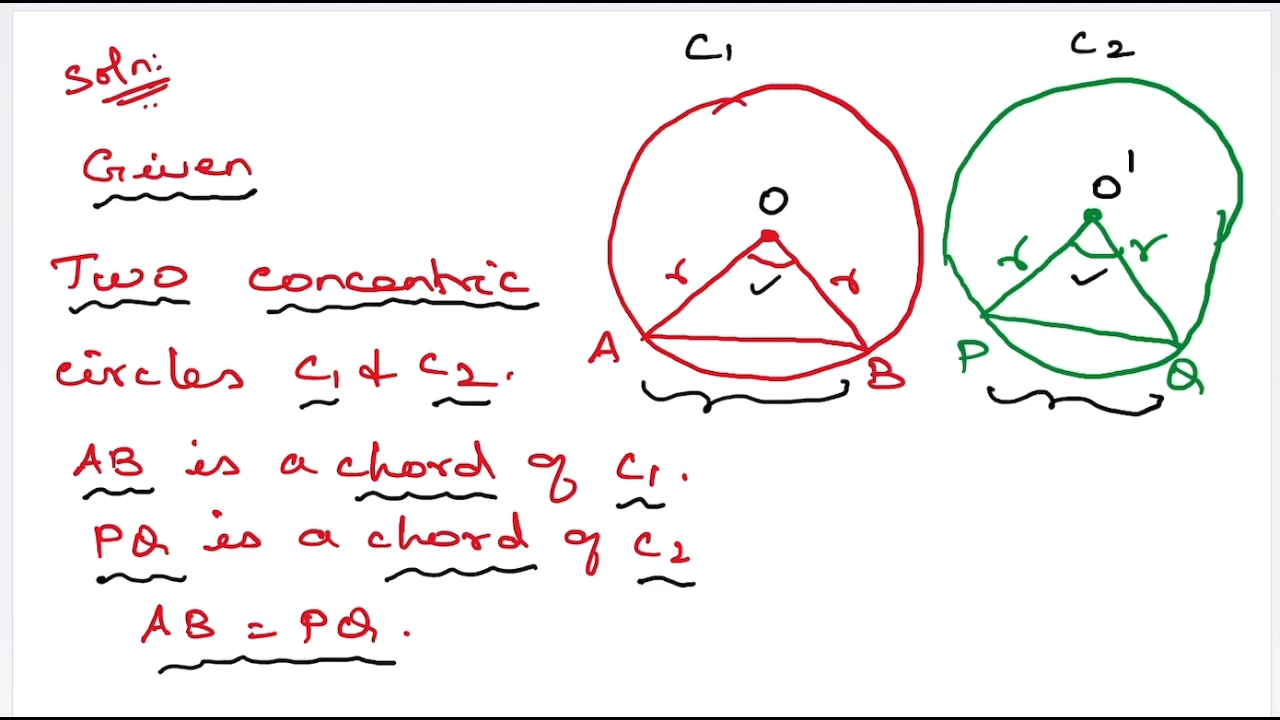 Soln:
Given
Two concentric
circles C1 & C2.
AB is a chord of C1.
PQ is a chord of C2
AB = PQ.
C1
O
r r
A B
C2
O'
r r
P Q